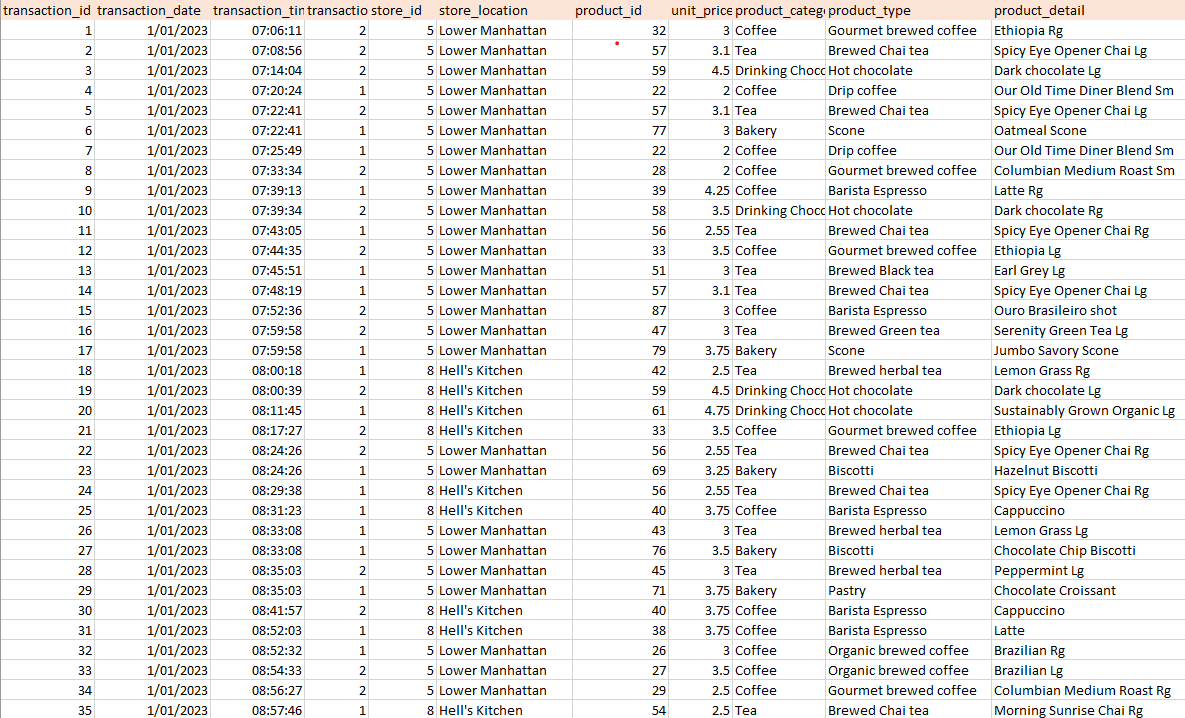 transaction_id transaction_date transaction_tin transactio store_id store_location product_id unit_price product_categ product_type product_detail
1 1/01/2023 07:06:11 2 5 Lower Manhattan 32 3 Coffee Gourmet brewed coffee Ethiopia Rg
2 1/01/2023 07:08:56 2 5 Lower Manhattan 57 3.1 Tea Brewed Chai tea Spicy Eye Opener Chai Lg
3 1/01/2023 07:14:04 2 5 Lower Manhattan 59 4.5 Drinking Choc Hot chocolate Dark chocolate Lg
4 1/01/2023 07:20:24 1 5 Lower Manhattan 22 2 Coffee Drip coffee Our Old Time Diner Blend Sm
5 1/01/2023 07:22:41 2 5 Lower Manhattan 57 3.1 Tea Brewed Chai tea Spicy Eye Opener Chai Lg
6 1/01/2023 07:22:41 1 5 Lower Manhattan 77 3 Bakery Scone Oatmeal Scone
7 1/01/2023 07:25:49 1 5 Lower Manhattan 22 2 Coffee Drip coffee Our Old Time Diner Blend Sm
8 1/01/2023 07:33:34 2 5 Lower Manhattan 28 2 Coffee Gourmet brewed coffee Columbian Medium Roast Sm
9 1/01/2023 07:39:13 1 5 Lower Manhattan 39 4.25 Coffee Barista Espresso Latte Rg
10 1/01/2023 07:39:34 2 5 Lower Manhattan 58 3.5 Drinking Choc Hot chocolate Dark chocolate Rg
11 1/01/2023 07:43:05 1 5 Lower Manhattan 56 2.55 Tea Brewed Chai tea Spicy Eye Opener Chai Rg
12 1/01/2023 07:44:35 2 5 Lower Manhattan 33 3.5 Coffee Gourmet brewed coffee Ethiopia Lg
13 1/01/2023 07:45:51 1 5 Lower Manhattan 51 3 Tea Brewed Black tea Earl Grey Lg
14 1/01/2023 07:48:19 1 5 Lower Manhattan 57 3.1 Tea Brewed Chai tea Spicy Eye Opener Chai Lg
15 1/01/2023 07:52:36 2 5 Lower Manhattan 87 3 Coffee Barista Espresso Ouro Brasileiro shot
16 1/01/2023 07:59:58 2 5 Lower Manhattan 47 3 Tea Brewed Green tea Serenity Green Tea Lg
17 1/01/2023 07:59:58 1 5 Lower Manhattan 79 3.75 Bakery Scone Jumbo Savory Scone
18 1/01/2023 08:00:18 1 8 Hell's Kitchen 42 2.5 Tea Brewed herbal tea Lemon Grass Rg
19 1/01/2023 08:00:39 2 8 Hell's Kitchen 59 4.5 Drinking Choc Hot chocolate Dark chocolate Lg
20 1/01/2023 08:11:45 1 8 Hell's Kitchen 61 4.75 Drinking Choc Hot chocolate Sustainably Grown Organic Lg
21 1/01/2023 08:17:27 2 8 Hell's Kitchen 33 3.5 Coffee Gourmet brewed coffee Ethiopia Lg
22 1/01/2023 08:24:26 2 5 Lower Manhattan 56 2.55 Tea Brewed Chai tea Spicy Eye Opener Chai Rg
23 1/01/2023 08:24:26 1 5 Lower Manhattan 69 3.25 Bakery Biscotti Hazelnut Biscotti
24 1/01/2023 08:29:38 1 8 Hell's Kitchen 56 2.55 Tea Brewed Chai tea Spicy Eye Opener Chai Rg
25 1/01/2023 08:31:23 1 8 Hell's Kitchen 40 3.75 Coffee Barista Espresso Cappuccino
26 1/01/2023 08:33:08 1 5 Lower Manhattan 43 3 Tea Brewed herbal tea Lemon Grass Lg
27 1/01/2023 08:33:08 1 5 Lower Manhattan 76 3.5 Bakery Biscotti Chocolate Chip Biscotti
28 1/01/2023 08:35:03 2 5 Lower Manhattan 45 3 Tea Brewed herbal tea Peppermint Lg
29 1/01/2023 08:35:03 1 5 Lower Manhattan 71 3.75 Bakery Pastry Chocolate Croissant
30 1/01/2023 08:41:57 2 8 Hell's Kitchen 40 3.75 Coffee Barista Espresso Cappuccino
31 1/01/2023 08:52:03 1 8 Hell's Kitchen 38 3.75 Coffee Barista Espresso Latte
32 1/01/2023 08:52:32 1 5 Lower Manhattan 26 3 Coffee Organic brewed coffee Brazilian Rg
33 1/01/2023 08:54:33 2 5 Lower Manhattan 27 3.5 Coffee Organic brewed coffee Brazilian Lg
34 1/01/2023 08:56:27 2 5 Lower Manhattan 29 2.5 Coffee Gourmet brewed coffee Columbian Medium Roast Rg
35 1/01/2023 08:57:46 1 5 Lower Manhattan 54 2.5 Tea Brewed Chai tea Morning Sunrise Chai Rg